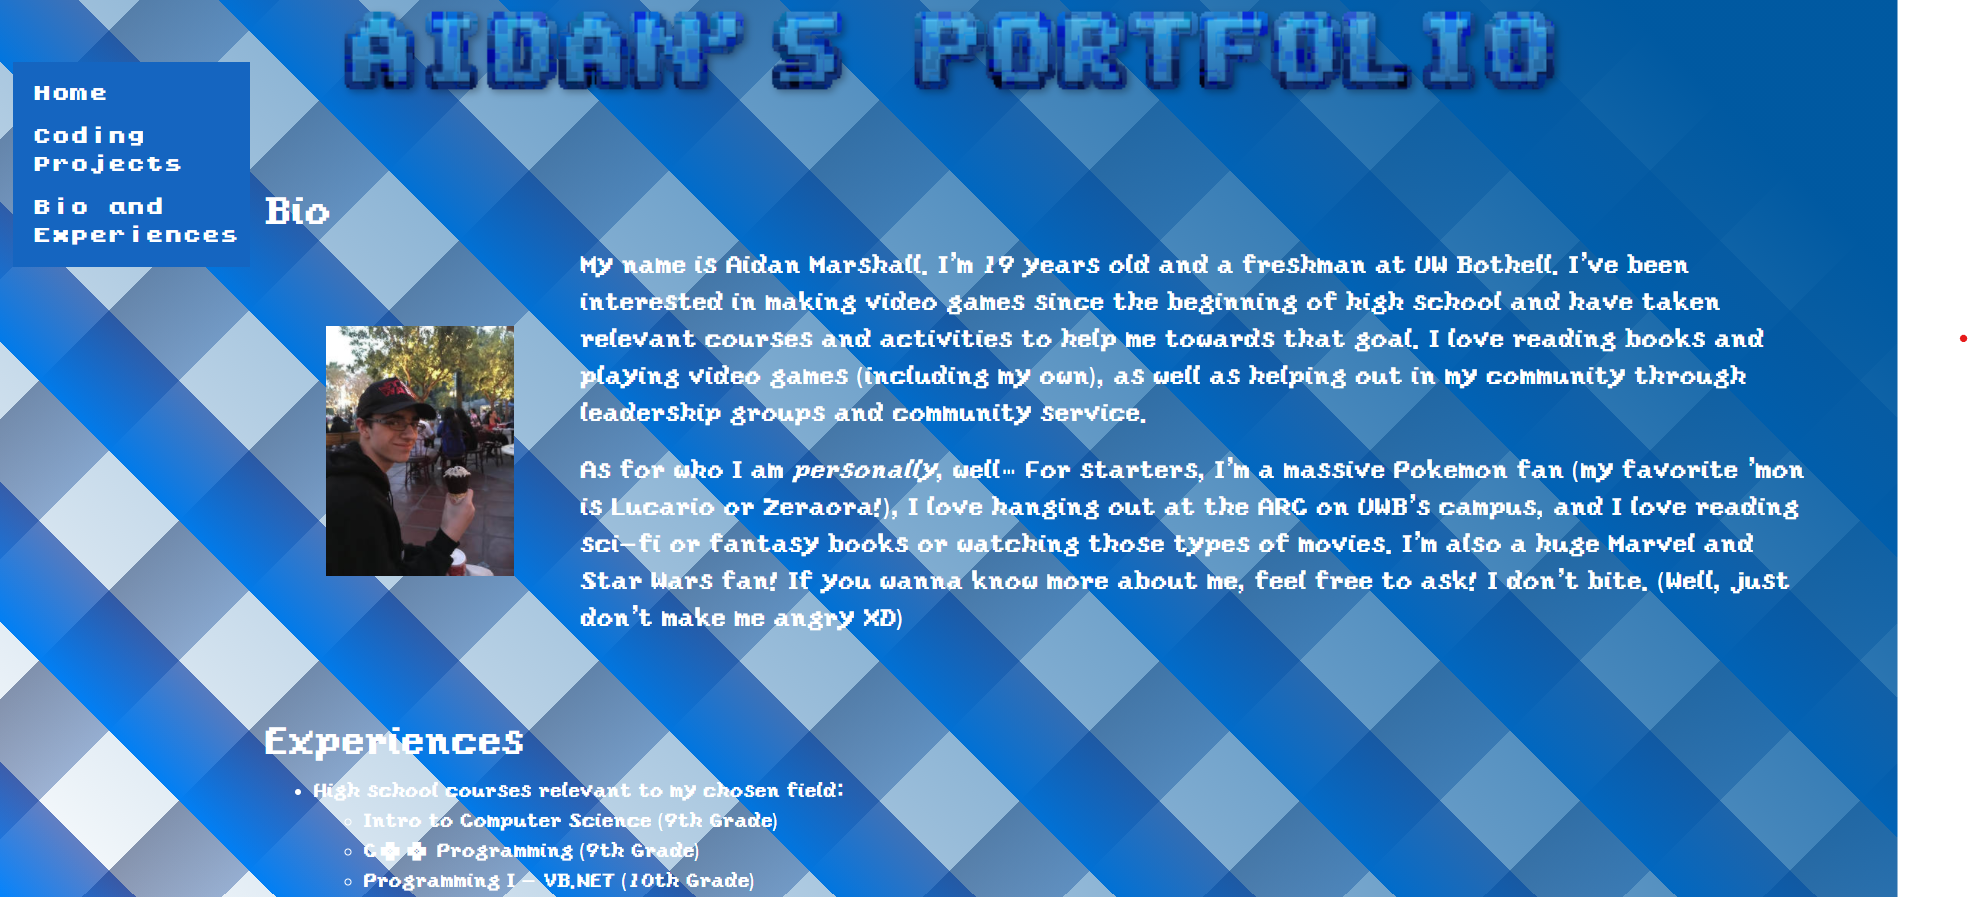 AIDAN'S PORTFOLIO
Home
Coding
Projects
Bio and
Experiences
Bio
My name is Aidan Marshall. I'm 19 years old and a freshman at UW Bothell. I've been
interested in making video games since the beginning of high school and have taken
relevant courses and activities to help me towards that goal. I love reading books and
playing video games (including my own), as well as helping out in my community through
leadership groups and community service.
As for who I am personally, well… For starters, I'm a massive Pokemon fan (my favorite 'mon
is Lucario or Zeraora!), I love hanging out at the ARC on UWB's campus, and I love reading
sci-fi or fantasy books or watching those types of movies. I'm also a huge Marvel and
Star Wars fan! If you wanna know more about me, feel free to ask! I don't bite. (Well, just
don't make me angry XD)
Experiences
• High school courses relevant to my chosen field:
◦ Intro to Computer Science (9th Grade)
◦ C++ Programming (9th Grade)
◦ Programming I – VB.NET (10th Grade)